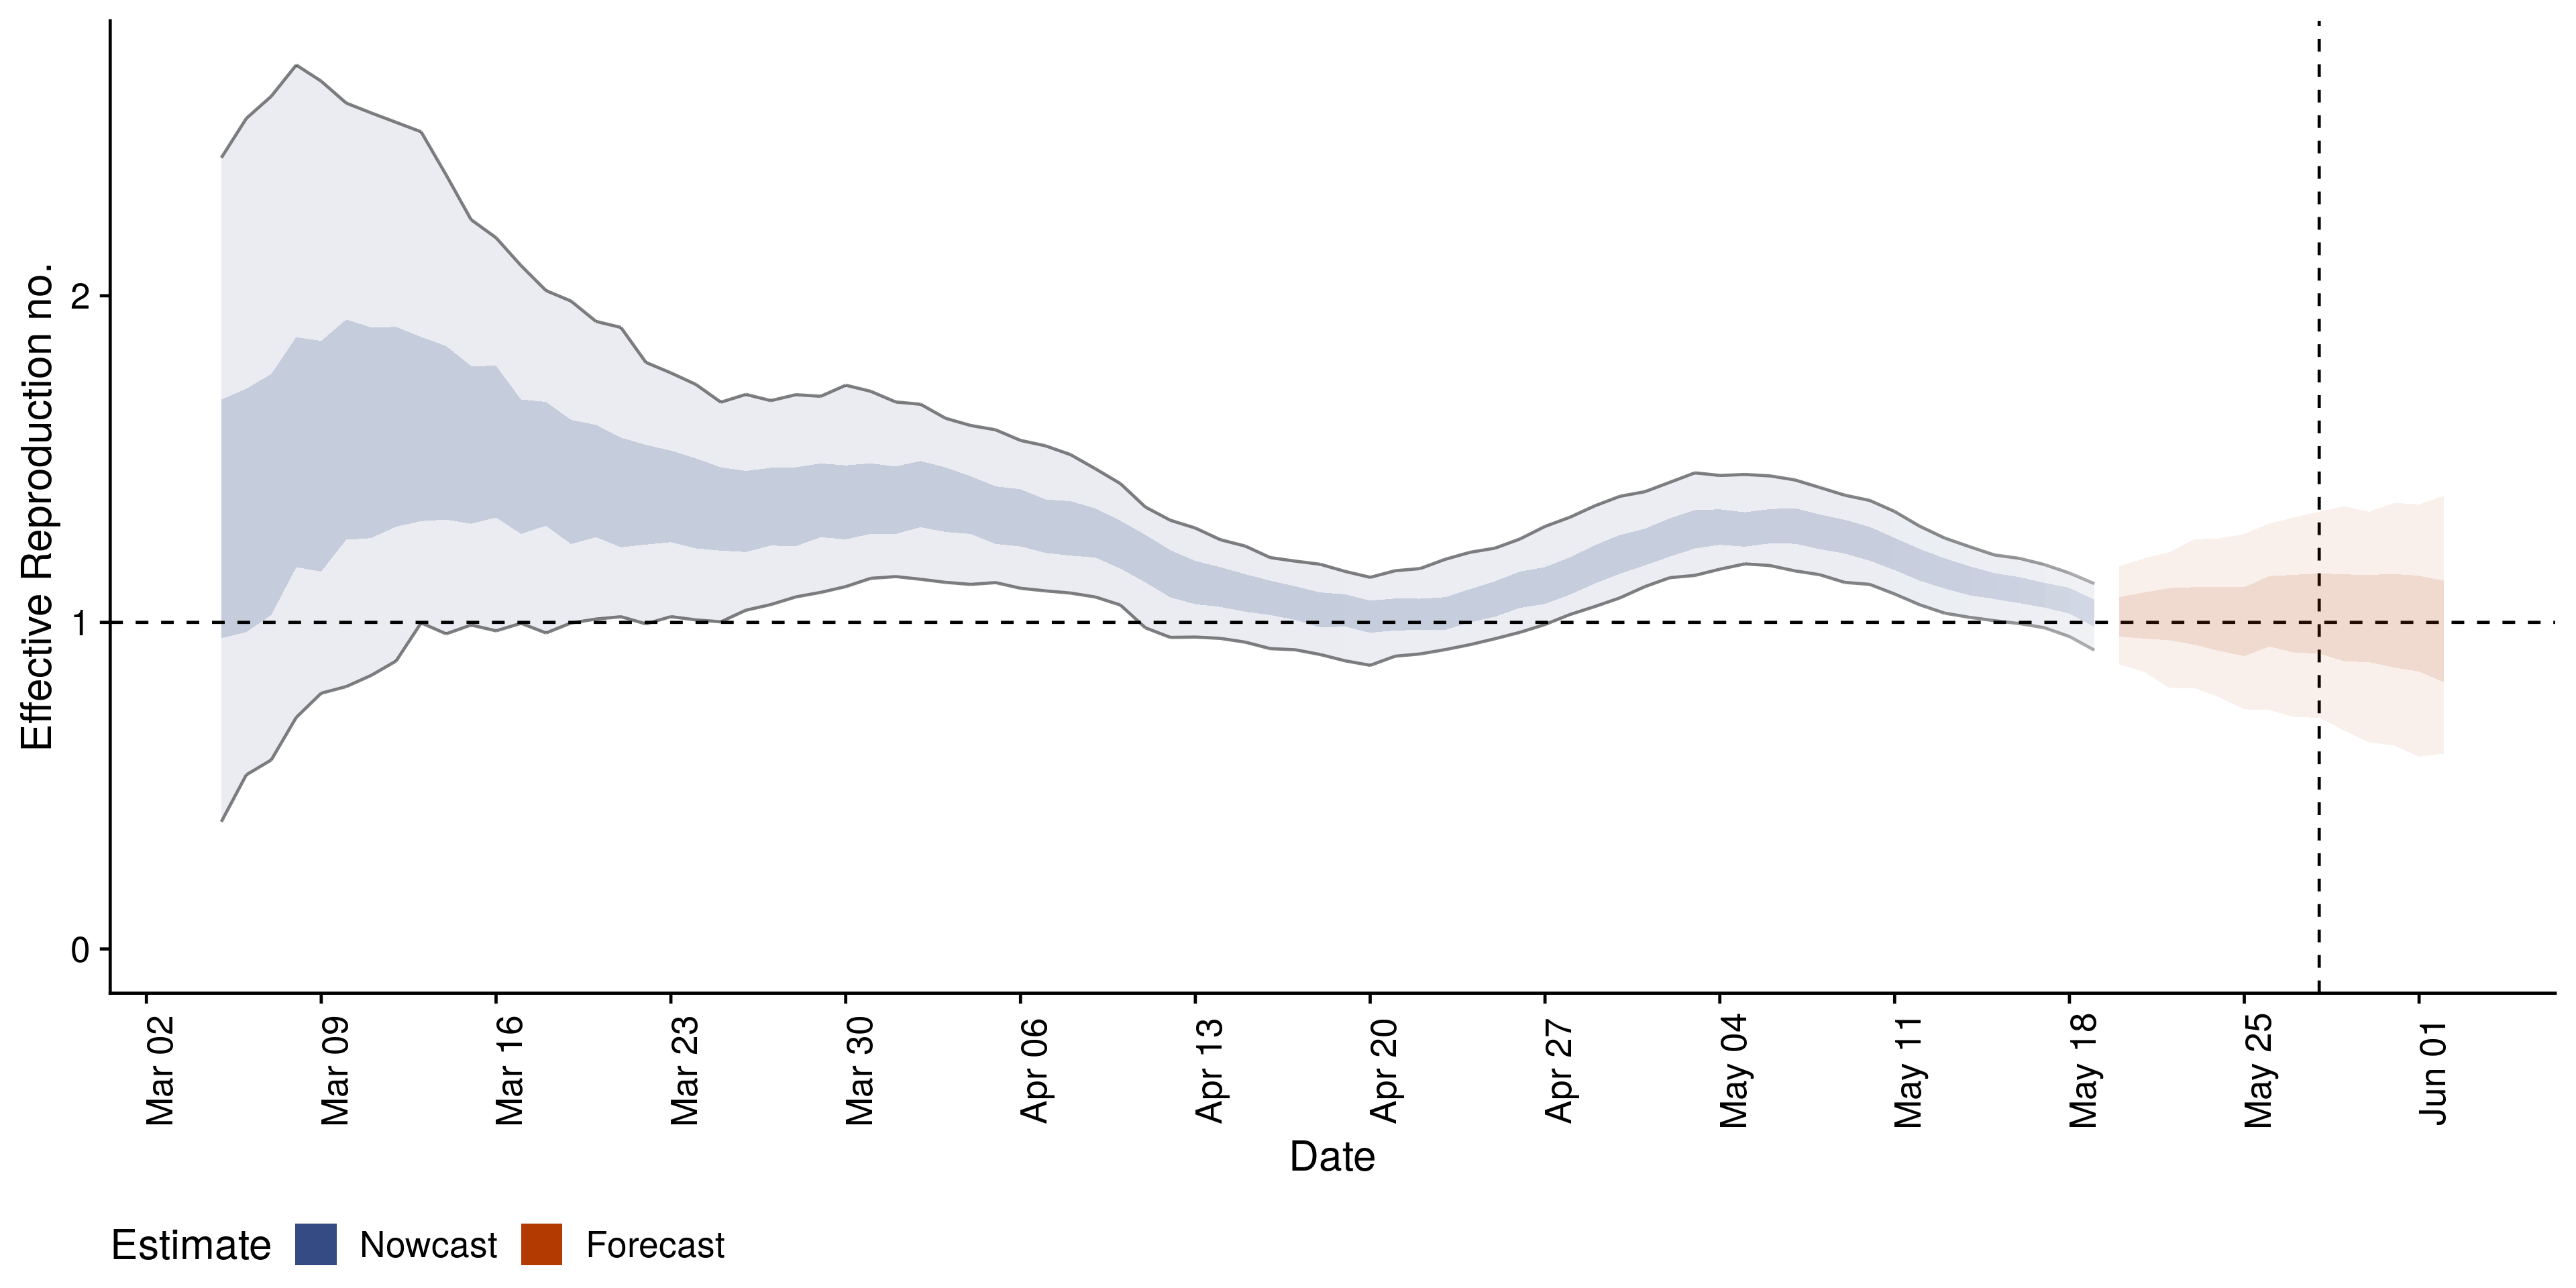 Effective Reproduction no.
2
1
0
Mar 02
Mar 09
Mar 16
Mar 23
Mar 30
Apr 06
Apr 13
Apr 20
Apr 27
May 04
May 11
May 18
May 25
Jun 01
Date
Estimate Nowcast Forecast